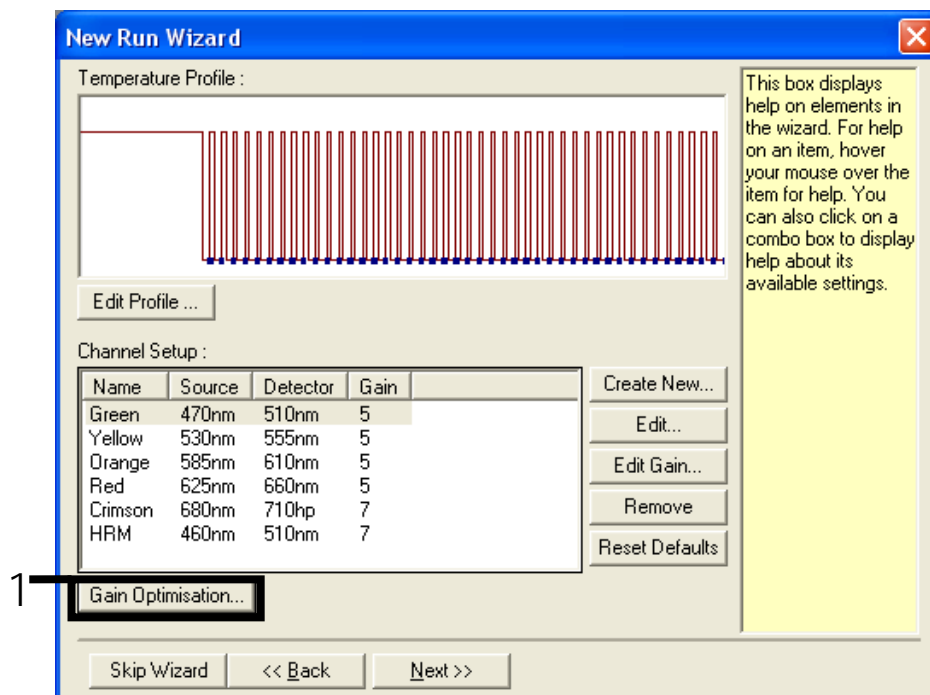 New Run Wizard
Temperature Profile :
This box displays
help on elements in
the wizard. For help
on an item, hover
your mouse over the
item for help. You
can also click on a
combo box to display
help about its
available settings.
Edit Profile ...
Channel Setup :
Name Source Detector Gain
Green 470nm 510nm 5
Yellow 530nm 555nm 5
Orange 585nm 610nm 5
Red 625nm 660nm 5
Crimson 680nm 710hp 7
HRM 460nm 510nm 7
Create New...
Edit...
Edit Gain...
Remove
Reset Defaults
1
Gain Optimisation...
Skip Wizard
<< Back
Next >>